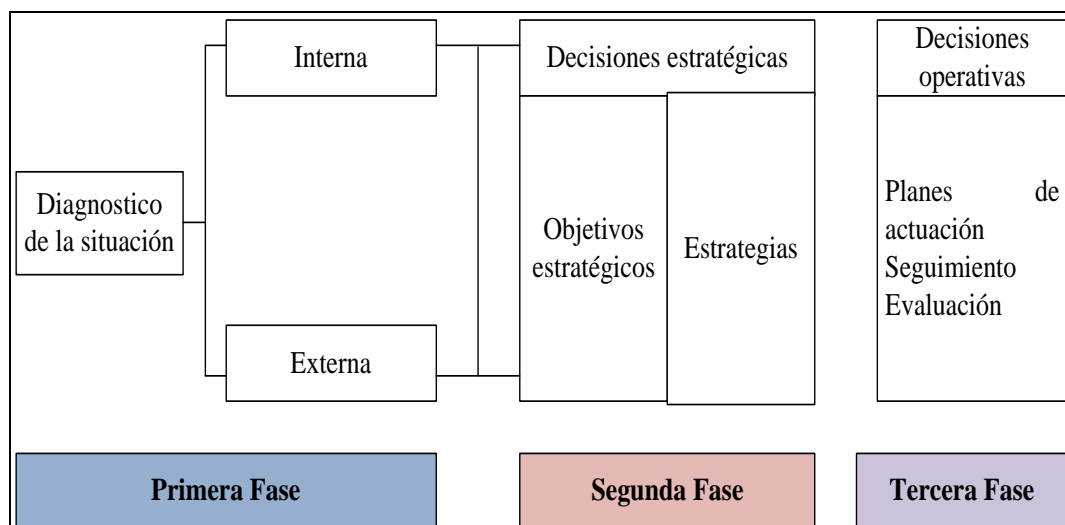 Interna
Decisiones estratégicas
Decisiones
operativas
Diagnostico
de la situación
Objetivos
estratégicos
Estrategias
Planes de
actuación
Seguimiento
Evaluación
Externa
Primera Fase
Segunda Fase
Tercera Fase